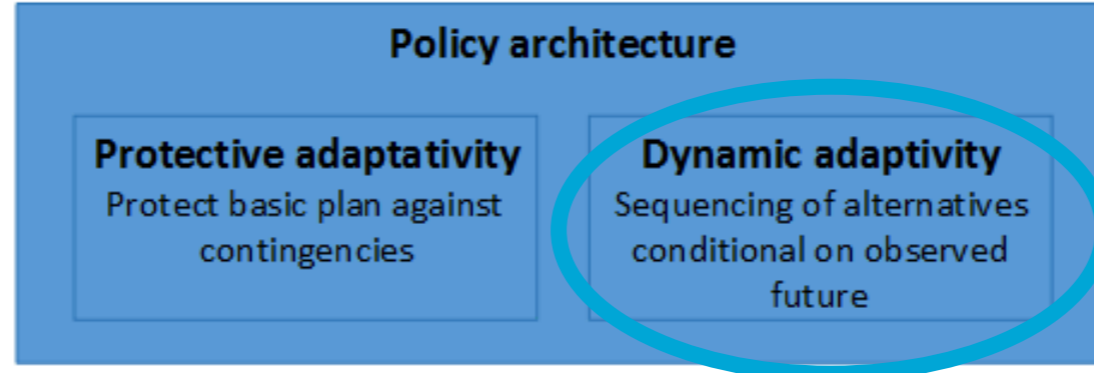 Policy architecture
Protective adaptativity
Protect basic plan against
contingencies
Dynamic adaptivity
Sequencing of alternatives
conditional on observed
future